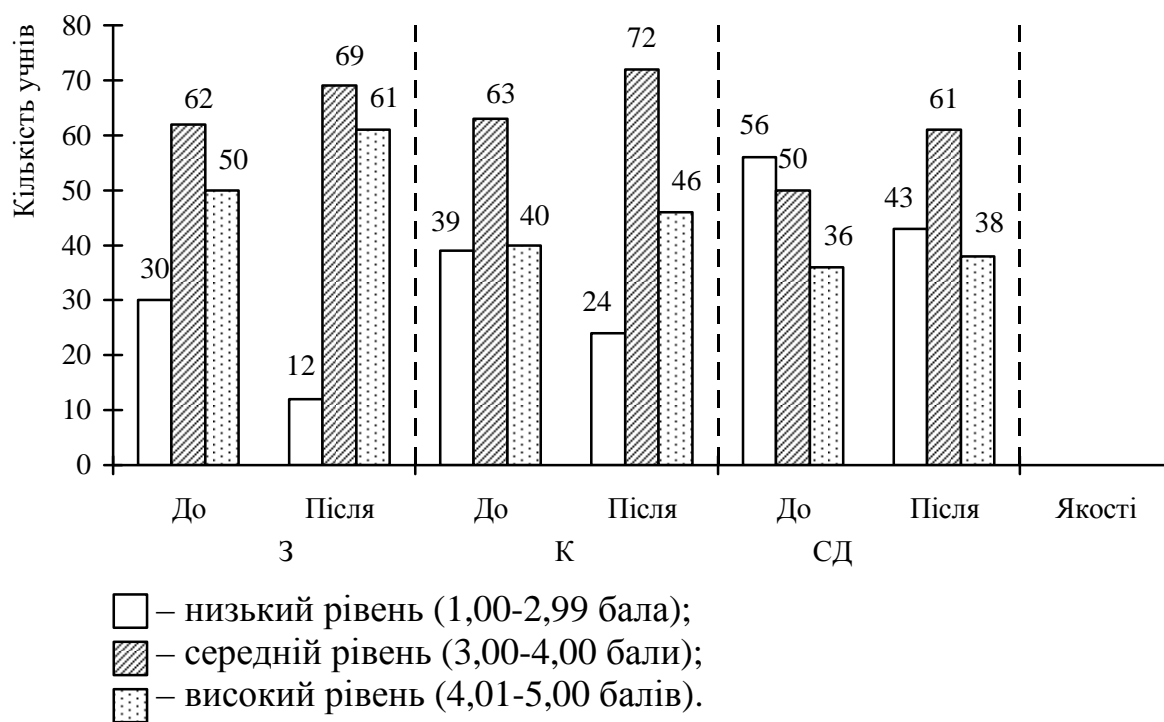 Кількість учнів
80
70
60
50
40
30
20
10
0
30 62 50 12 69 61 39 63 40 24 72 46 56 50 36 43 61 38
До Після До Після До Після Якості
З К СД
– низький рівень (1,00-2,99 бала);
– середній рівень (3,00-4,00 бали);
– високий рівень (4,01-5,00 балів).